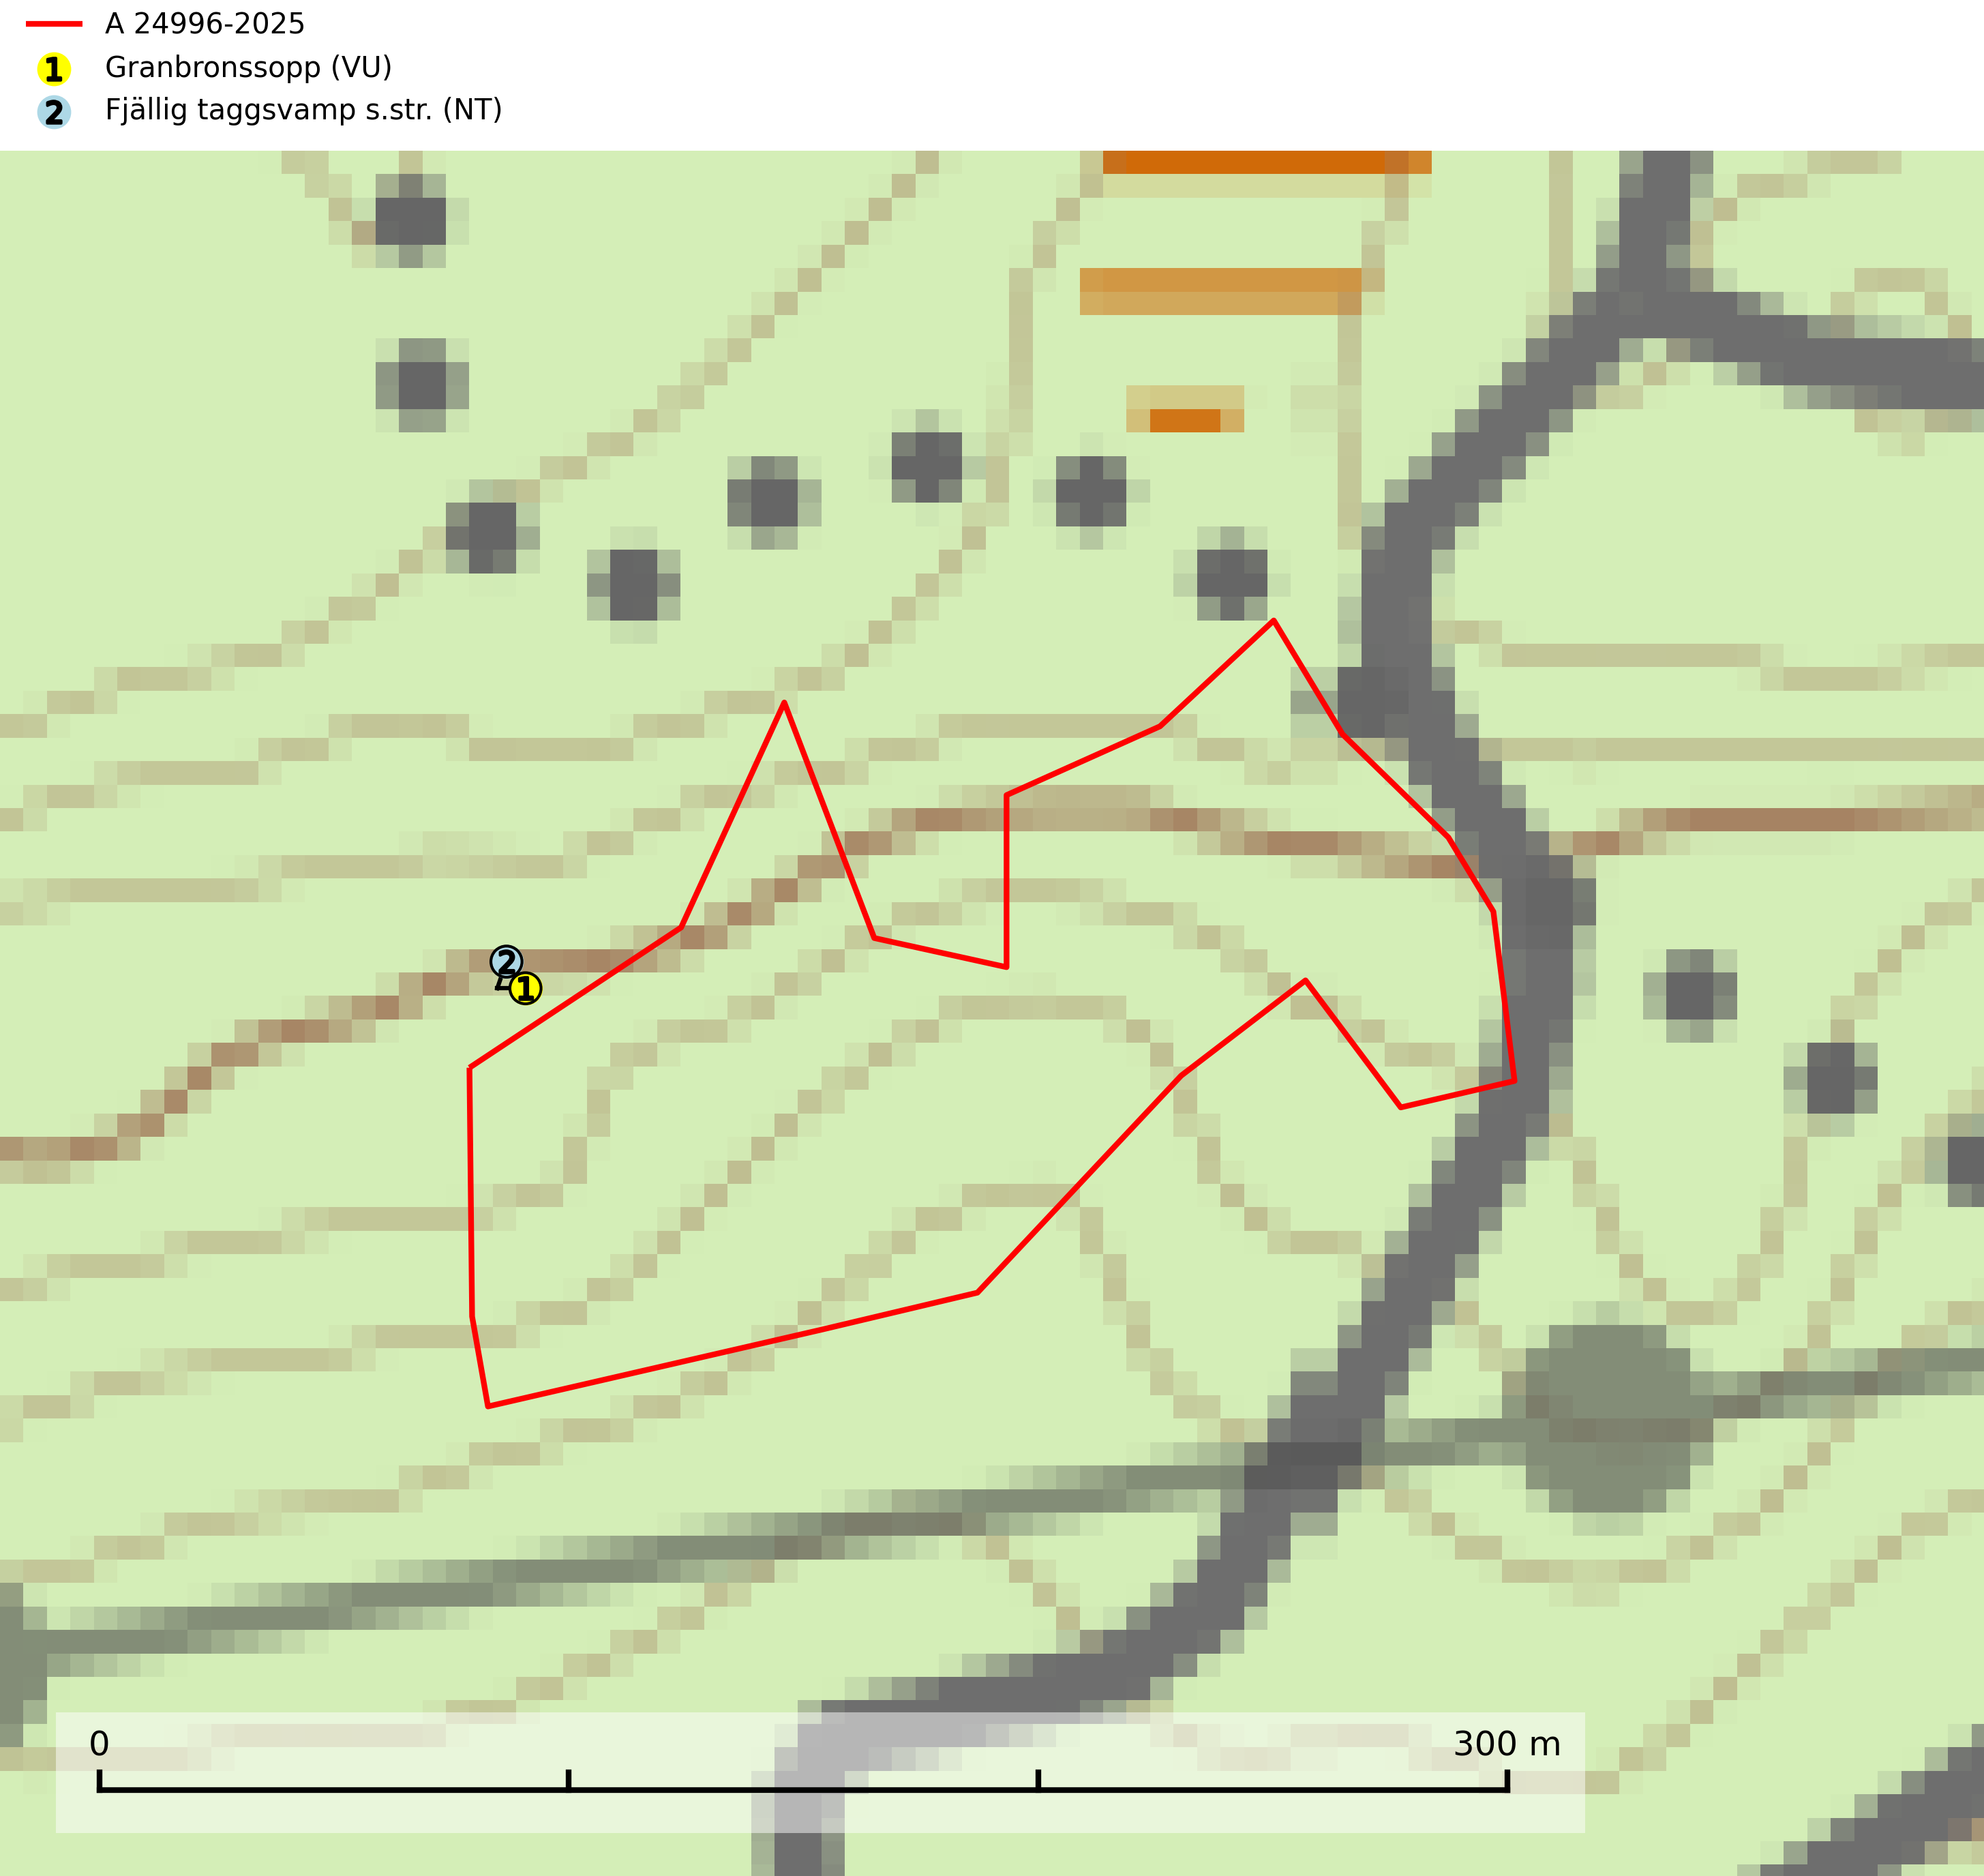 A 24996-2025
1 Granbronssopp (VU)
2 Fjällig taggsvamp s.str. (NT)
2
1
0 300 m